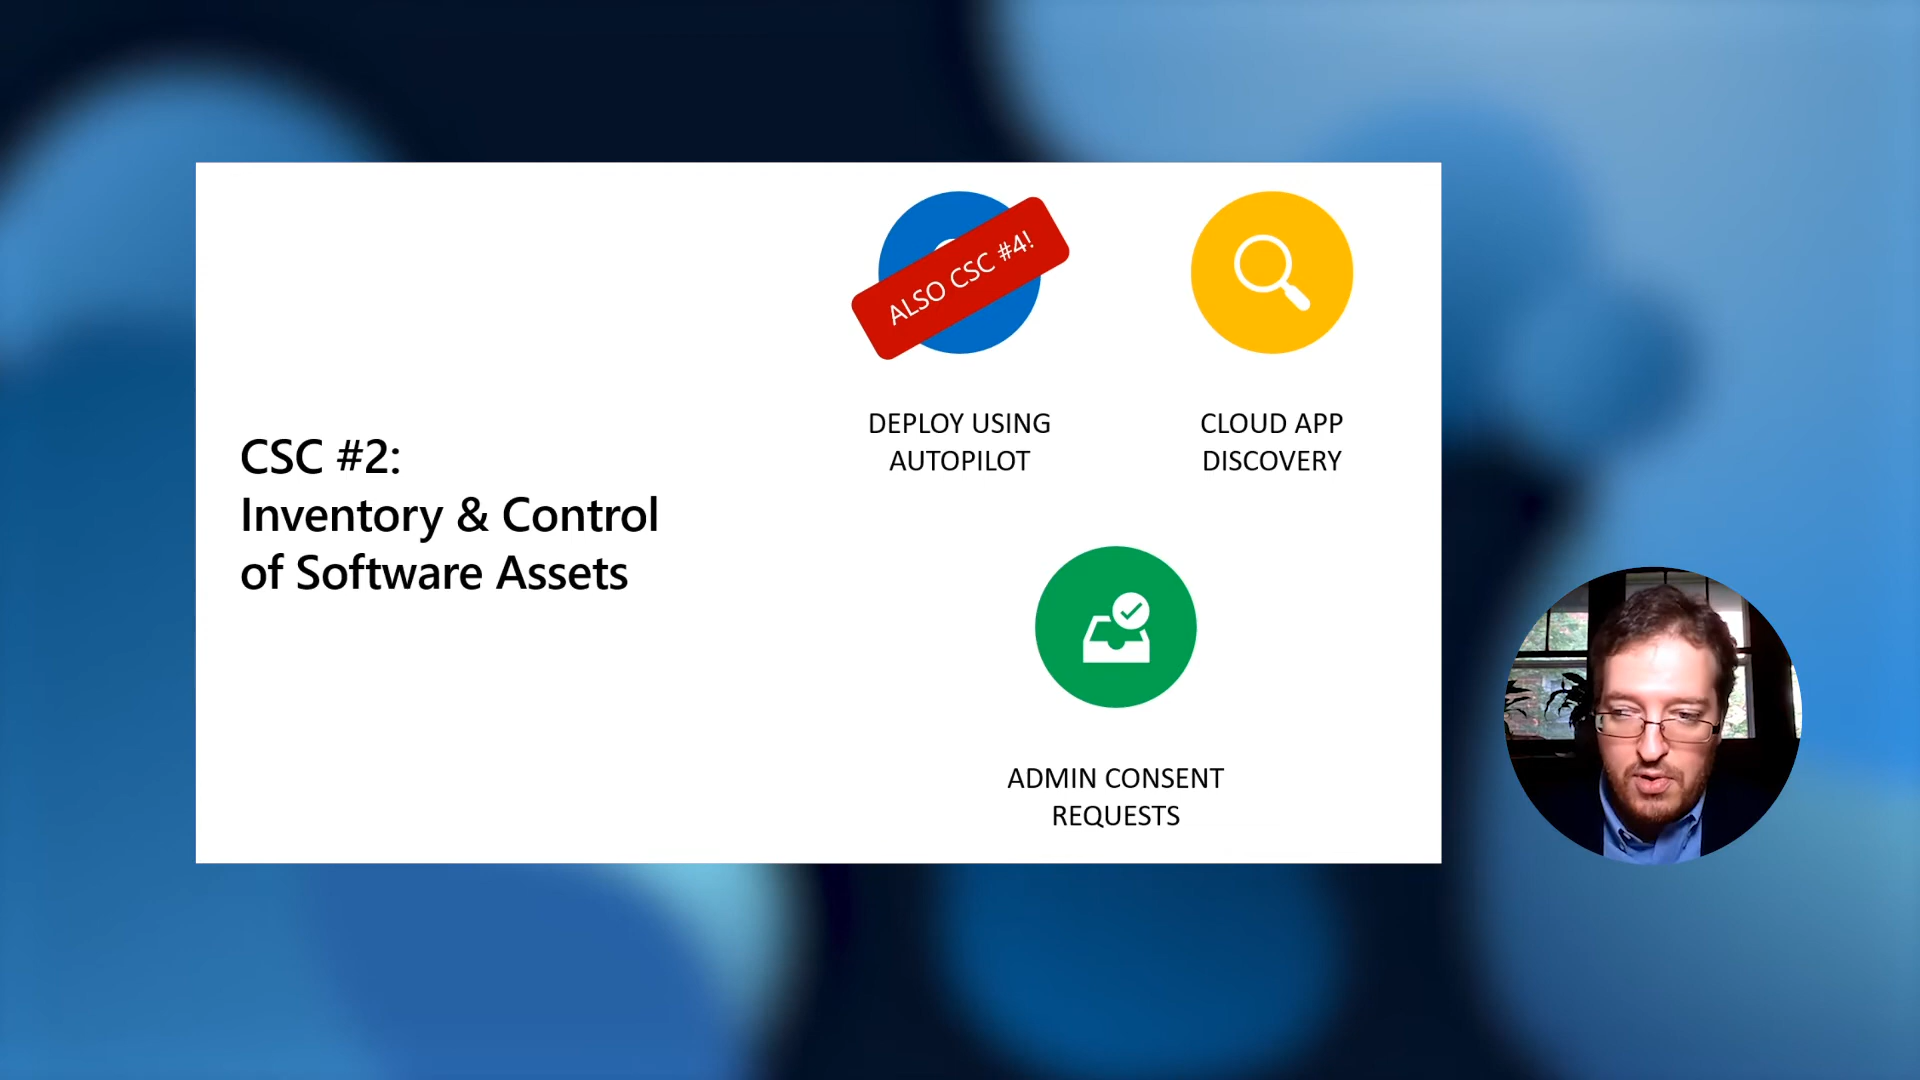 CSC #2:
Inventory & Control
of Software Assets
ALSO CSC #4!
DEPLOY USING
AUTOPILOT
CLOUD APP
DISCOVERY
ADMIN CONSENT
REQUESTS